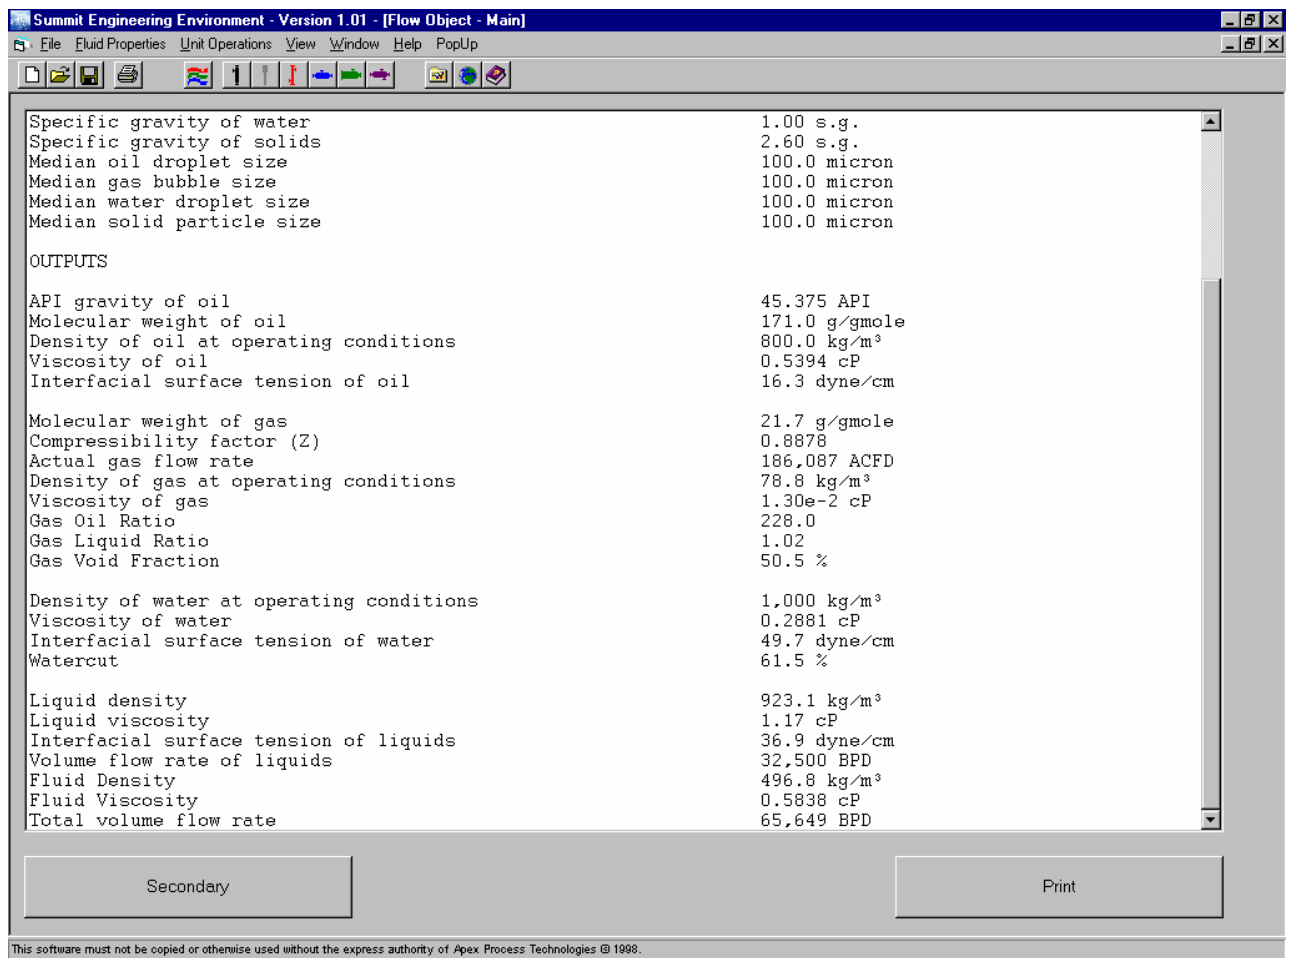 Summit Engineering Environment - Version 1.01 - [Flow Object - Main]
File Fluid Properties Unit Operations View Window Help PopUp
Specific gravity of water 1.00 s.g.
Specific gravity of solids 2.60 s.g.
Median oil droplet size 100.0 micron
Median gas bubble size 100.0 micron
Median water droplet size 100.0 micron
Median solid particle size 100.0 micron
OUTPUTS
API gravity of oil 45.375 API
Molecular weight of oil 171.0 g/gmole
Density of oil at operating conditions 800.0 kg/m³
Viscosity of oil 0.5394 cP
Interfacial surface tension of oil 16.3 dyne/cm
Molecular weight of gas 21.7 g/gmole
Compressibility factor (Z) 0.8878
Actual gas flow rate 186,087 ACFD
Density of gas at operating conditions 78.8 kg/m³
Viscosity of gas 1.30e-2 cP
Gas Oil Ratio 228.0
Gas Liquid Ratio 1.02
Gas Void Fraction 50.5 %
Density of water at operating conditions 1,000 kg/m³
Viscosity of water 0.2881 cP
Interfacial surface tension of water 49.7 dyne/cm
Watercut 61.5 %
Liquid density 923.1 kg/m³
Liquid viscosity 1.17 cP
Interfacial surface tension of liquids 36.9 dyne/cm
Volume flow rate of liquids 32,500 BPD
Fluid Density 496.8 kg/m³
Fluid Viscosity 0.5838 cP
Total volume flow rate 65,649 BPD
Secondary Print
This software must not be copied or otherwise used without the express authority of Apex Process Technologies © 1998.